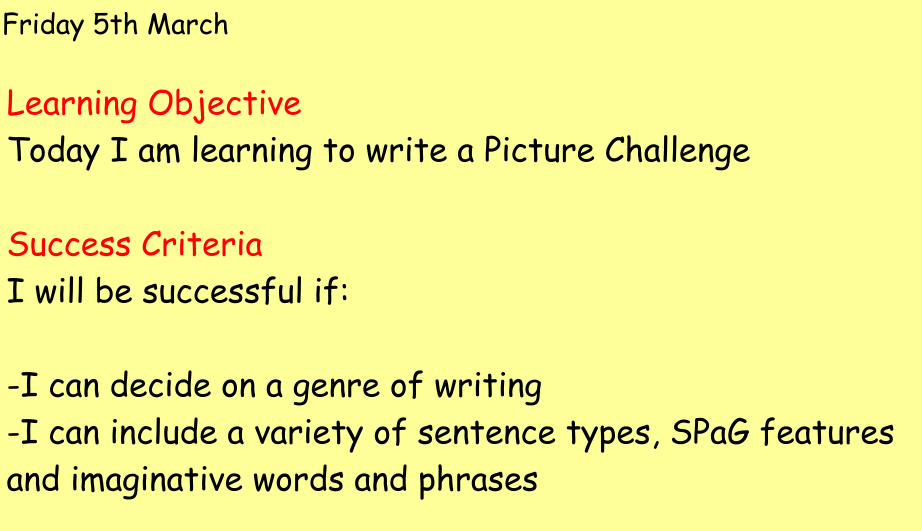 Friday 5th March
Learning Objective
Today I am learning to write a Picture Challenge
Success Criteria
I will be successful if:
-I can decide on a genre of writing
-I can include a variety of sentence types, SPaG features
and imaginative words and phrases